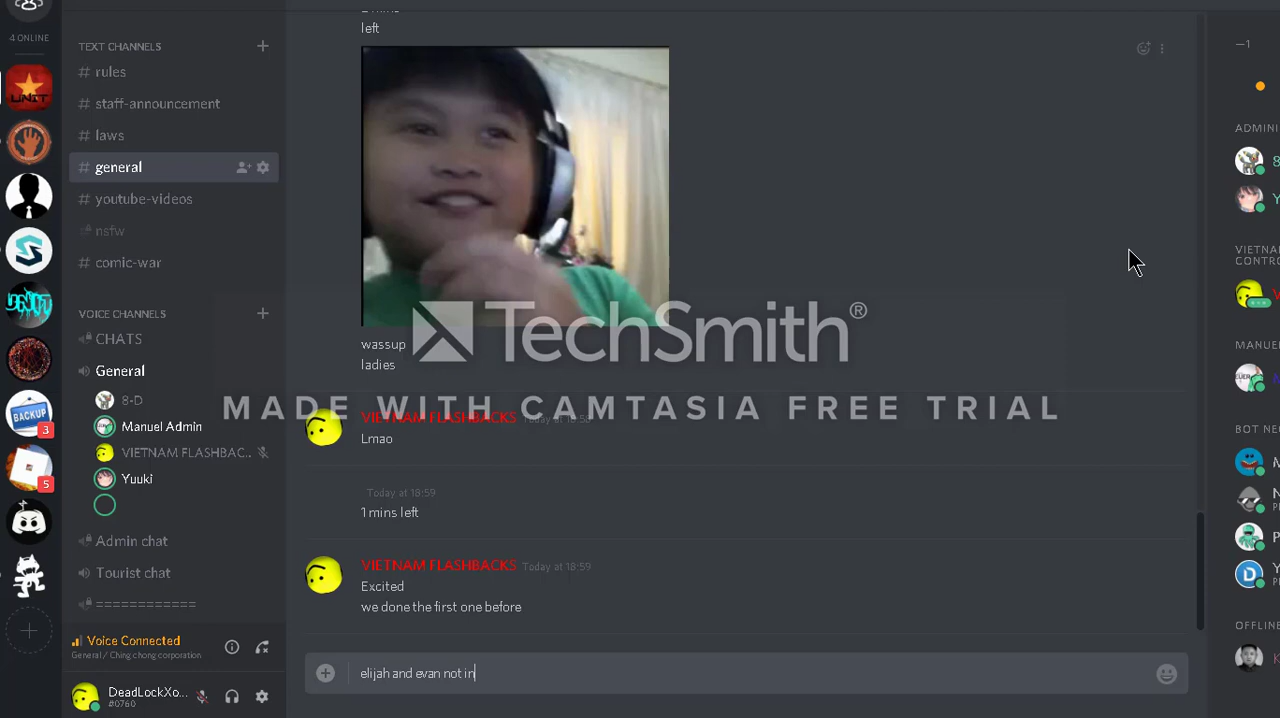 4 ONLINE
TEXT CHANNELS
# rules
# staff-announcement
# laws
# general
# youtube-videos
# nsfw
# comic-war
VOICE CHANNELS
CHATS
General
8-D
Manuel Admin
VIETNAM FLASHBAC..
Yuuki
Admin chat
Tourist chat
============
Voice Connected
General / Ching chong corporation
DeadLockXo...
#0760
UNIT
BACKUP
3
5
left
wassup
ladies
VIETNAM FLASHBACKS Today at 18:58
Lmao
Today at 18:59
1 mins left
VIETNAM FLASHBACKS Today at 18:59
Excited
we done the first one before
elijah and evan not in
TechSmith®
MADE WITH CAMTASIA FREE TRIAL
—1
ADMINI
8
Y
VIETNA
CONTRO
V
MANUEL
BOT NE
M
N
P
Y
OFFLINE
K